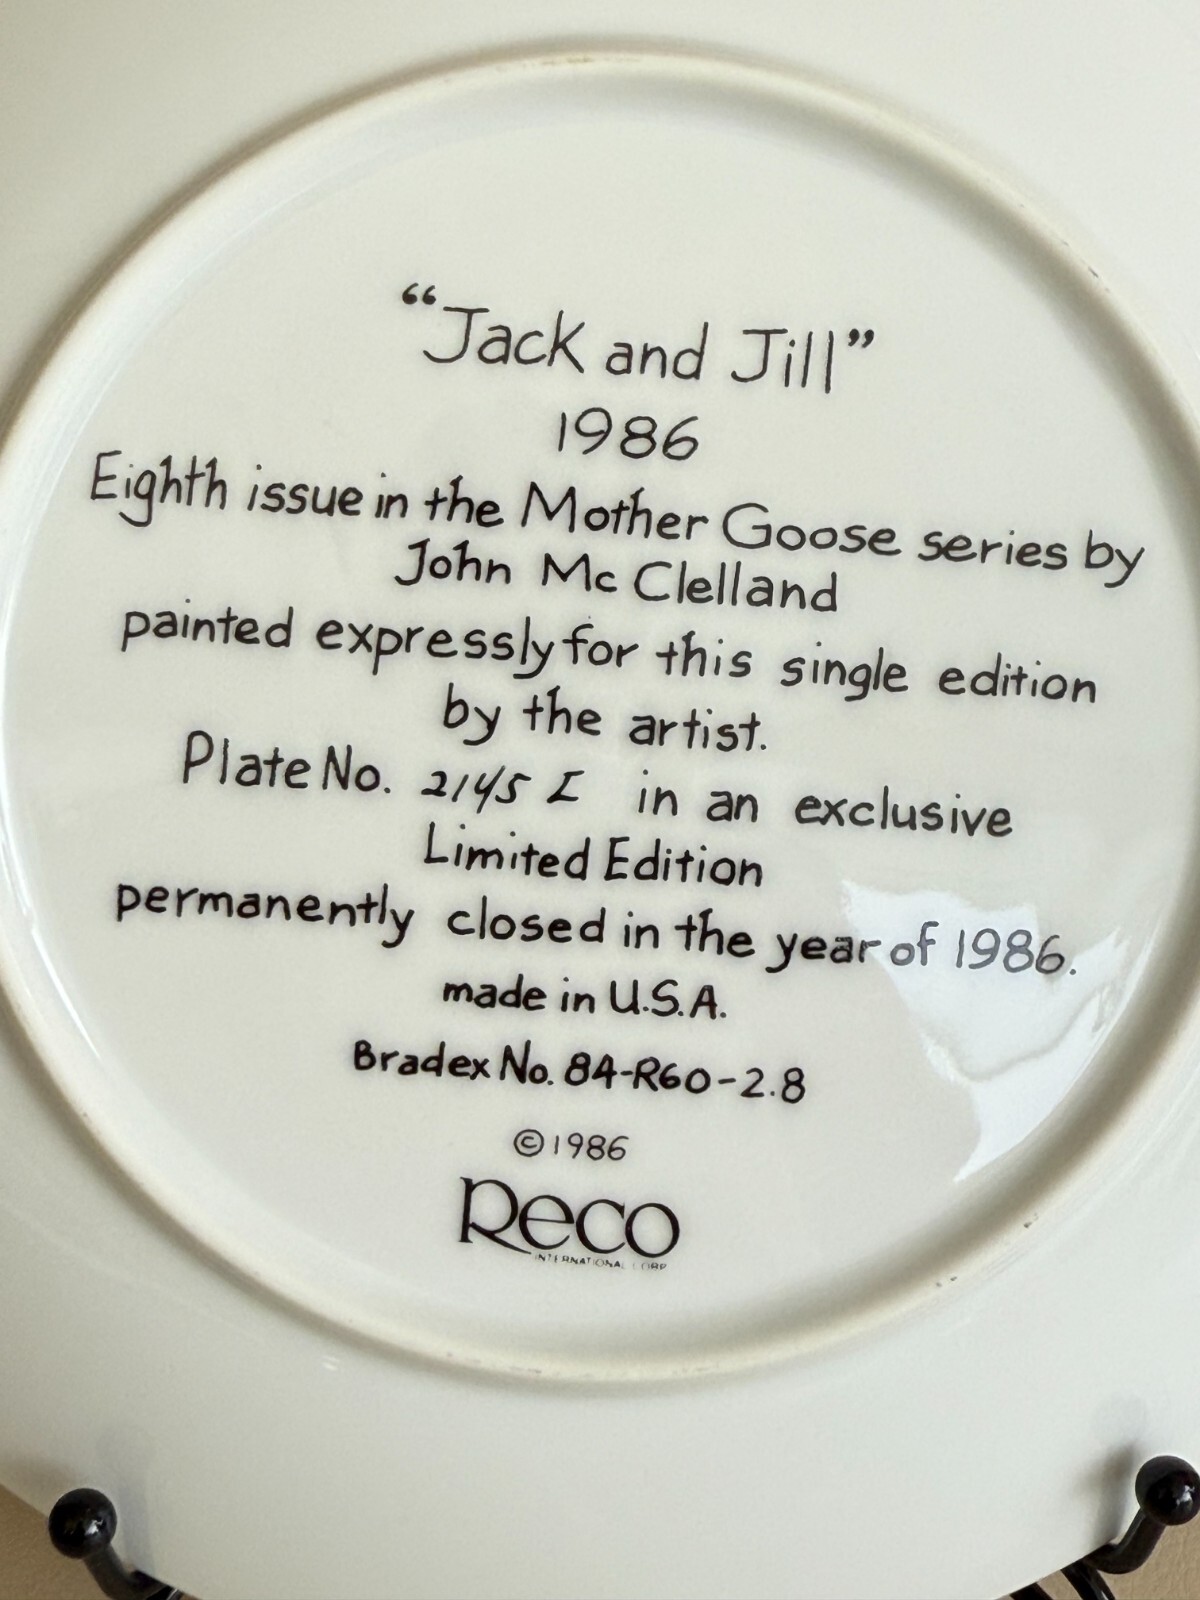 “Jack and Jill”
1986
Eighth issue in the Mother Goose series by
John McClelland
painted expressly for this single edition
by the artist.
Plate No. 2145 I in an exclusive
Limited Edition
permanently closed in the year of 1986.
made in U.S.A.
Bradex No. 84-R60-2.8
©1986
Reco
INTERNATIONAL CORP